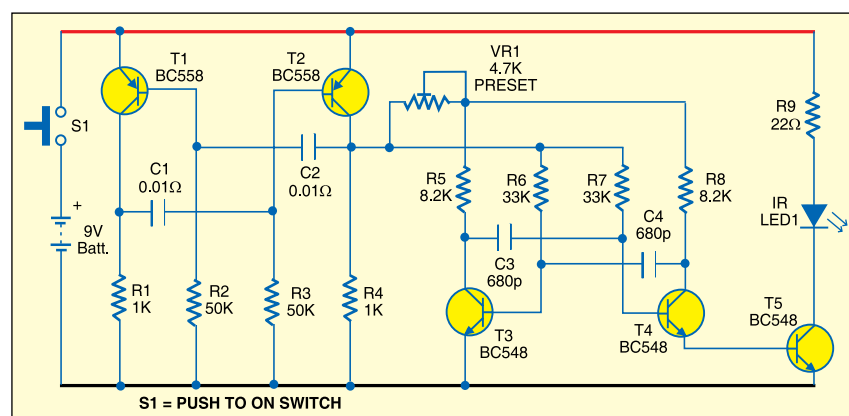 T1
BC558
T2
BC558
VR1
4.7K
PRESET
S1
C1
0.01Ω
C2
0.01Ω
R9
22Ω
R5
8.2K
R6
33K
R7
33K
R8
8.2K
C4
680p
IR
LED1
+
9V
Batt.
C3
680p
R1
1K
R2
50K
R3
50K
R4
1K
T3
BC548
T4
BC548
T5
BC548
S1 = PUSH TO ON SWITCH